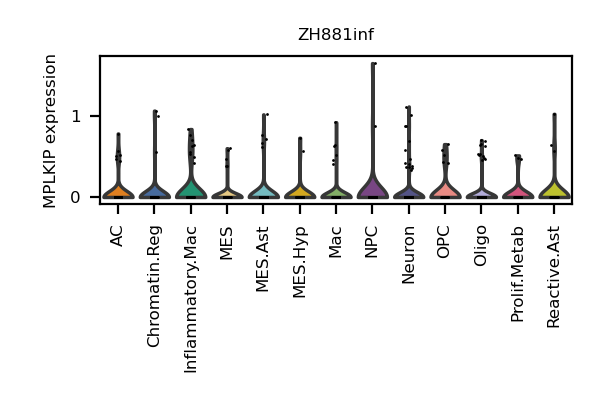 ZH881inf
MPLKIP expression
1
0
AC
Chromatin.Reg
Inflammatory.Mac
MES
MES.Ast
MES.Hyp
Mac
NPC
Neuron
OPC
Oligo
Prolif.Metab
Reactive.Ast